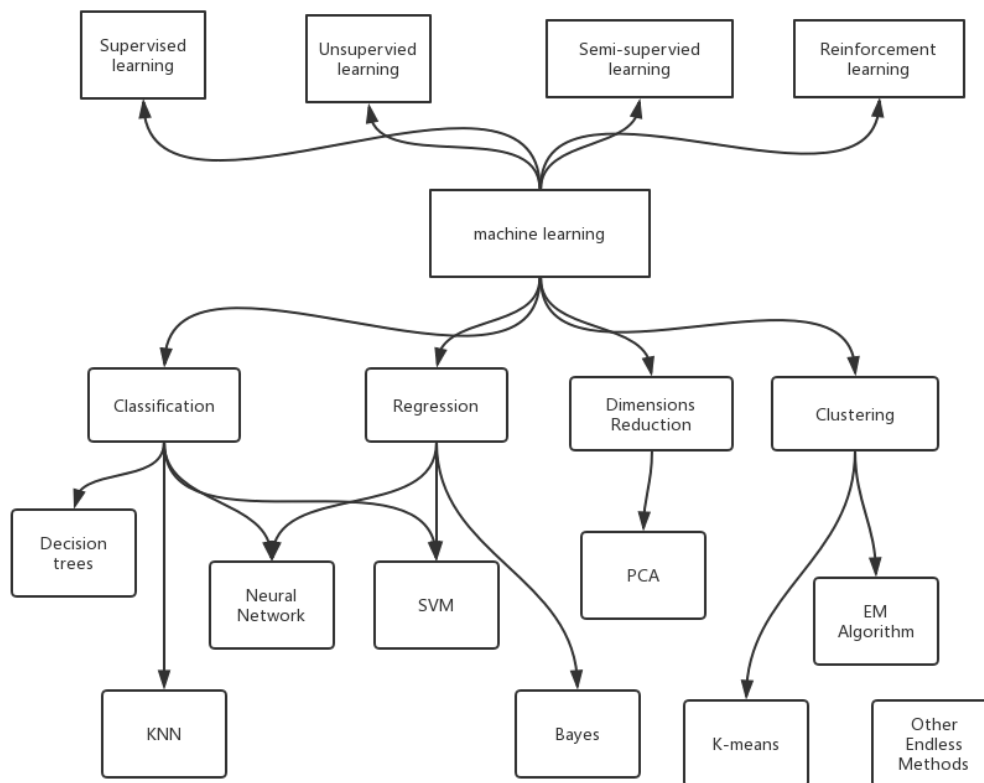 Supervised
learning
Unsupervied
learning
Semi-supervied
learning
Reinforcement
learning
machine learning
Classification
Regression
Dimensions
Reduction
Clustering
Decision
trees
Neural
Network
SVM
PCA
EM
Algorithm
KNN
Bayes
K-means
Other
Endless
Methods